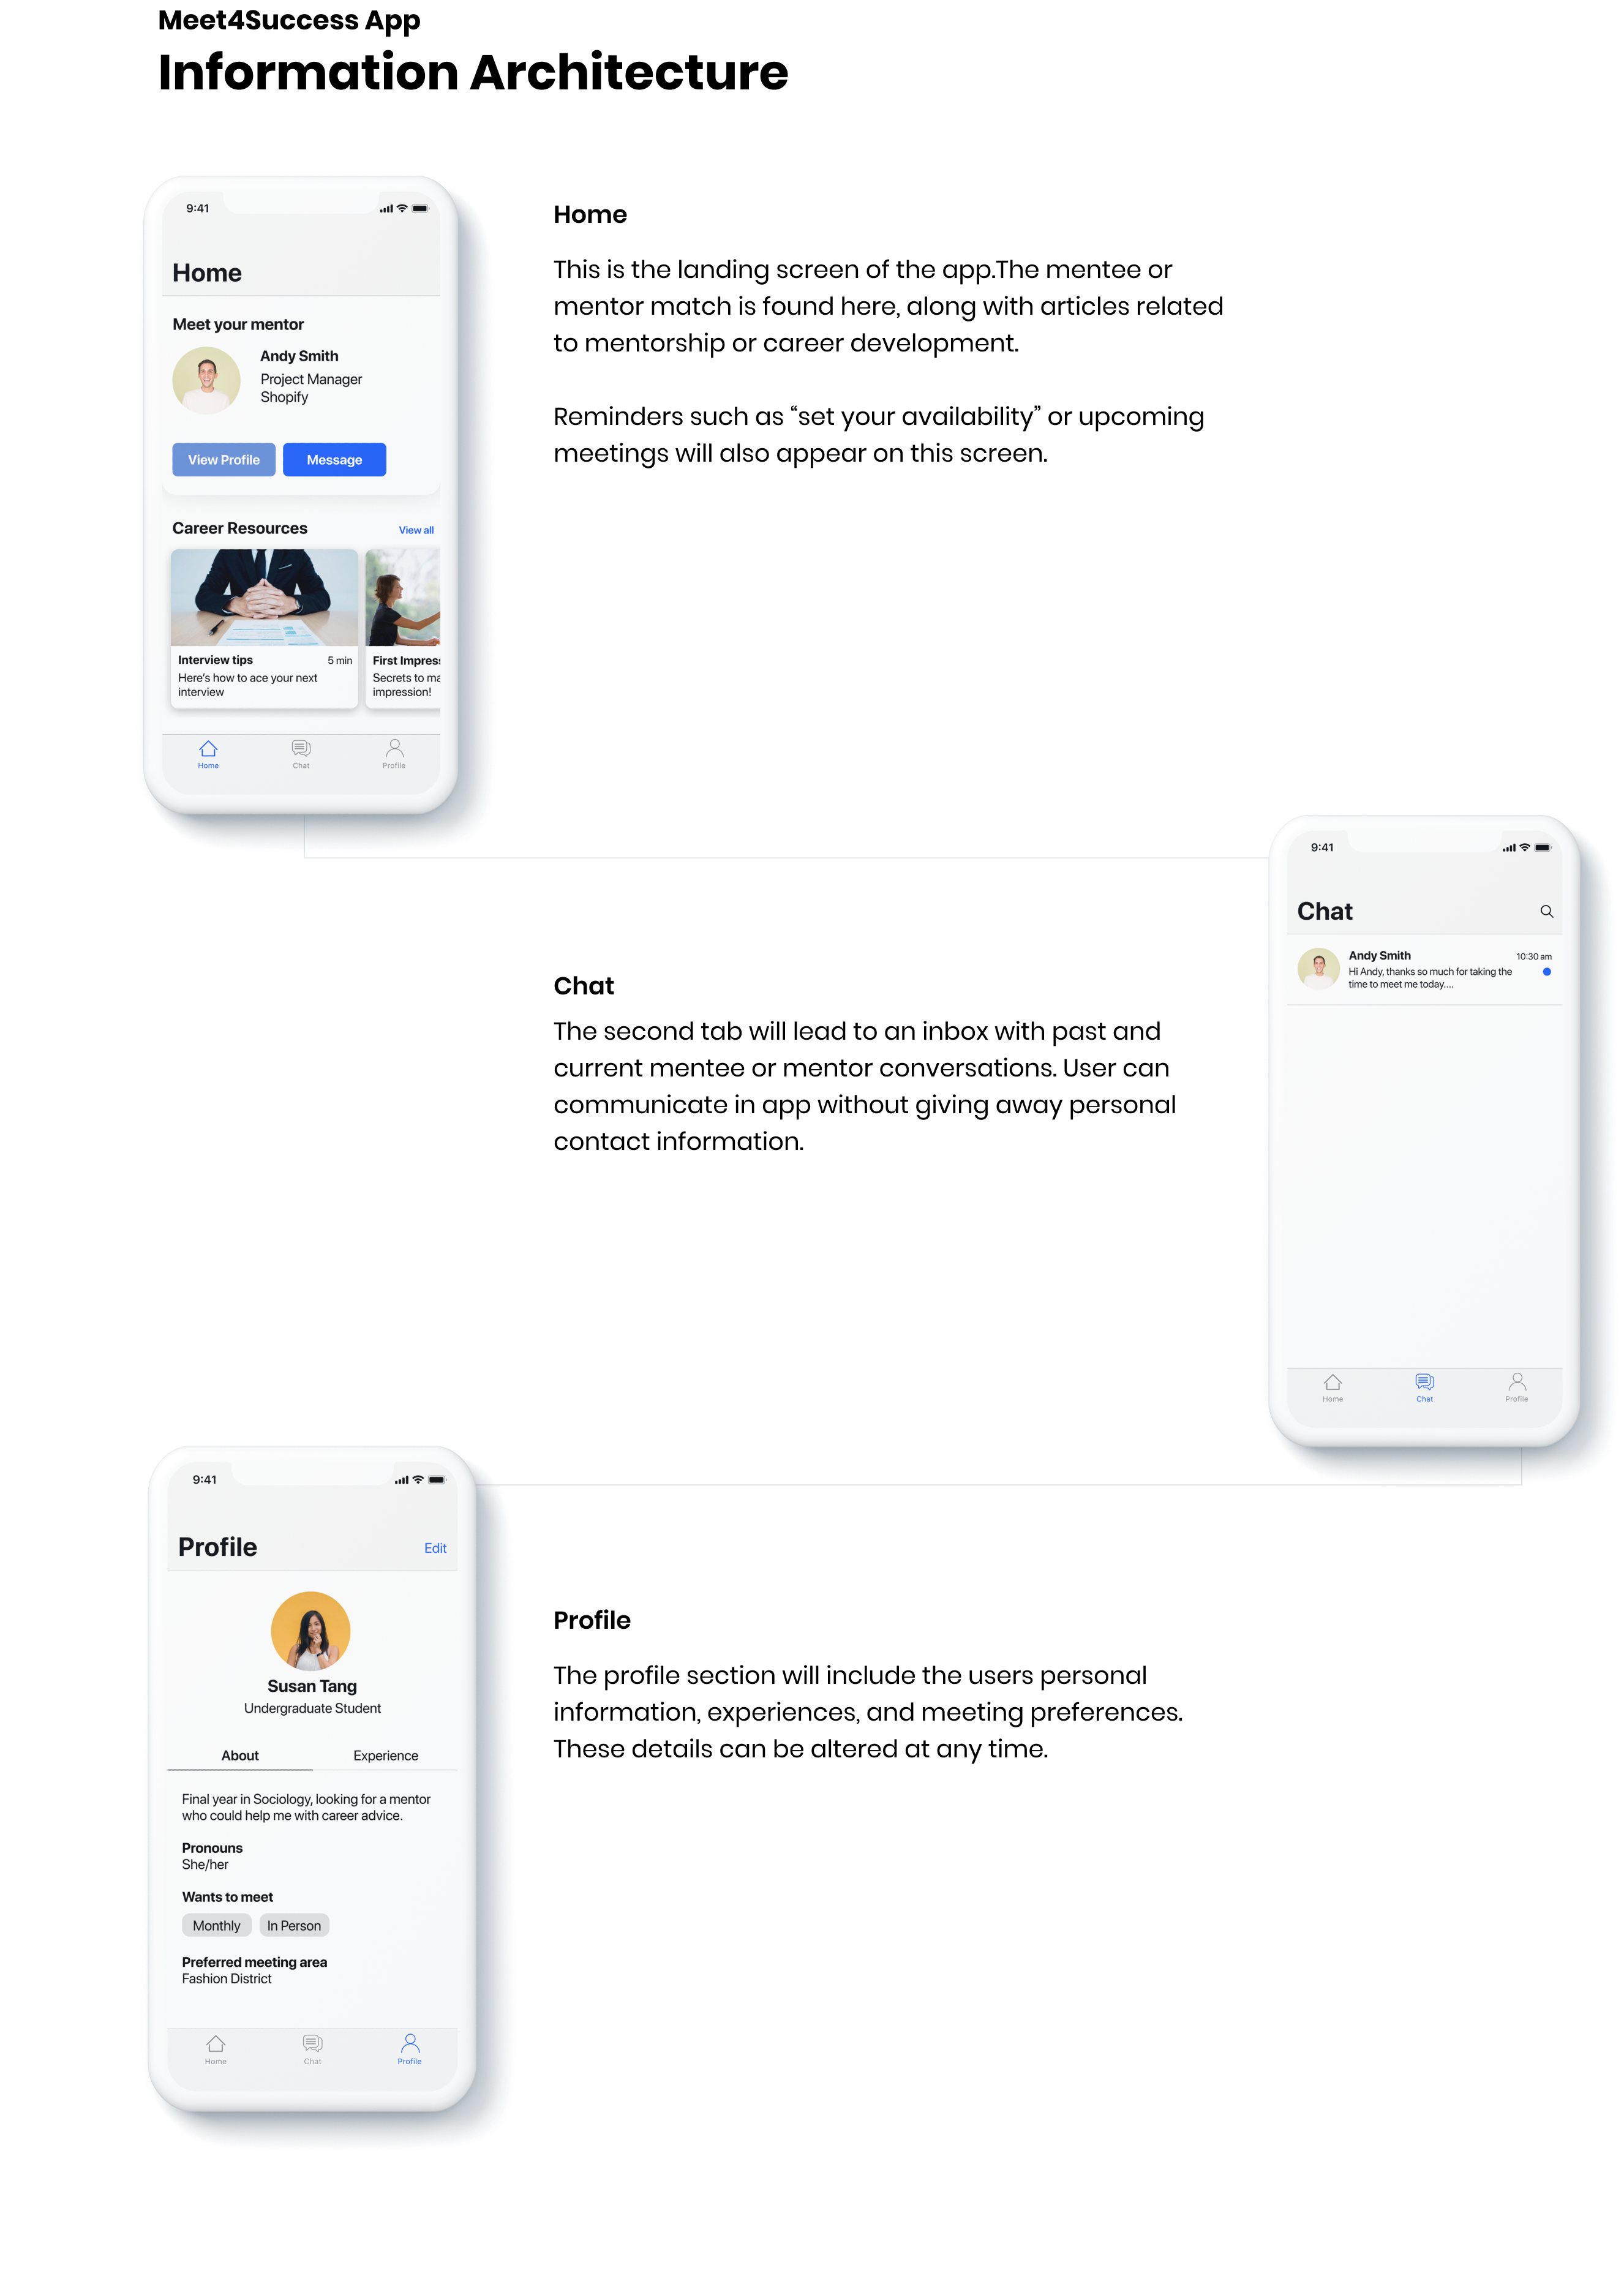 Meet4Success App
Information Architecture
9:41
Home
Meet your mentor
Andy Smith
Project Manager
Shopify
View Profile
Message
Career Resources
View all
Interview tips
5 min
Here's how to ace your next
interview
First Impress
Secrets to ma
impression!
Home
Chat
Profile
Home
This is the landing screen of the app.The mentee or
mentor match is found here, along with articles related
to mentorship or career development.
Reminders such as “set your availability” or upcoming
meetings will also appear on this screen.
9:41
Chat
Andy Smith
10:30 am
Hi Andy, thanks so much for taking the
time to meet me today....
Home
Chat
Profile
Chat
The second tab will lead to an inbox with past and
current mentee or mentor conversations. User can
communicate in app without giving away personal
contact information.
9:41
Profile
Edit
Susan Tang
Undergraduate Student
About
Experience
Final year in Sociology, looking for a mentor
who could help me with career advice.
Pronouns
She/her
Wants to meet
Monthly
In Person
Preferred meeting area
Fashion District
Home
Chat
Profile
Profile
The profile section will include the users personal
information, experiences, and meeting preferences.
These details can be altered at any time.